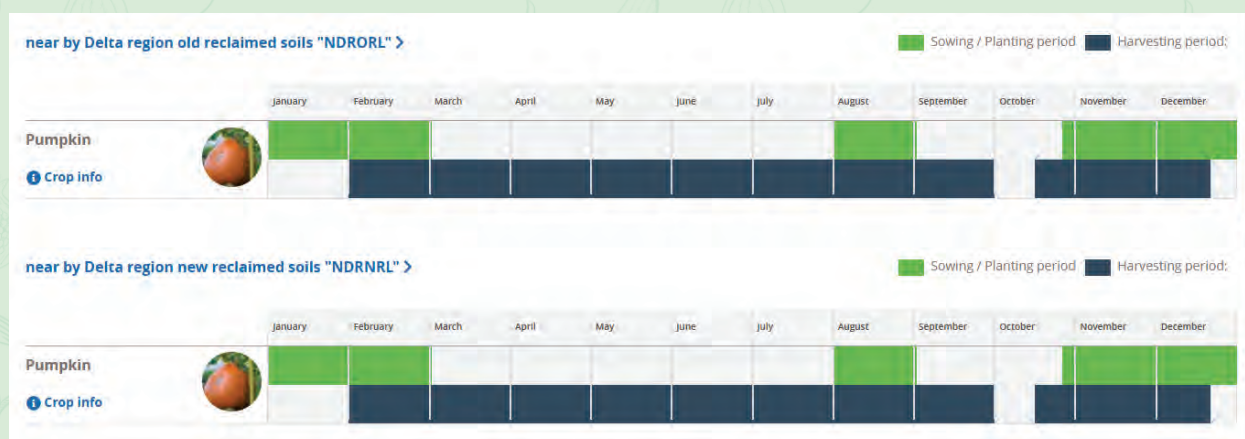 near by Delta region old reclaimed soils "NDRORL" > Sowing / Planting period Harvesting period:
January February March April May June July August September October November December
Pumpkin
Crop info
near by Delta region new reclaimed soils "NDRNRL" > Sowing / Planting period Harvesting period:
January February March April May June July August September October November December
Pumpkin
Crop info